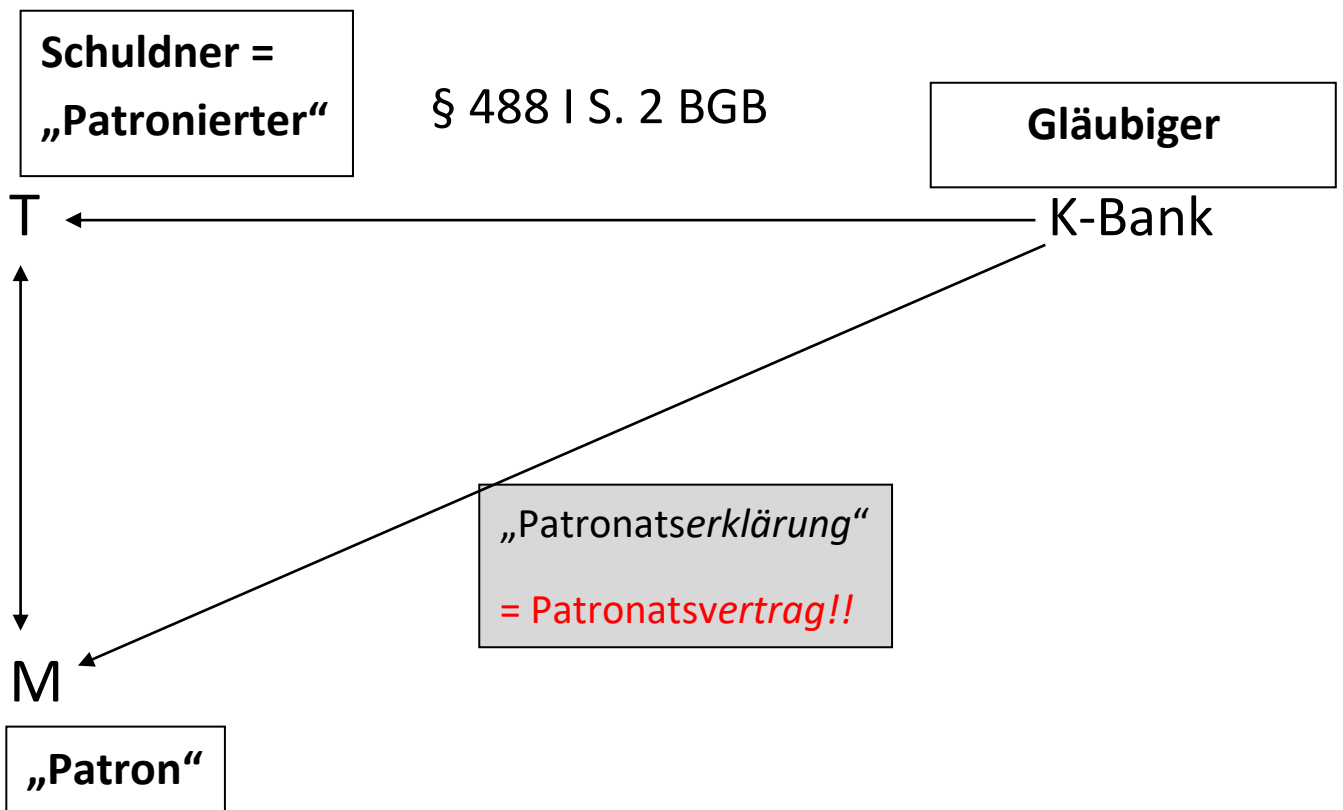 Schuldner =
„Patronierter“
§ 488 I S. 2 BGB
Gläubiger
T
K-Bank
„Patronatserklärung“
= Patronatsvertrag!!
M
„Patron“